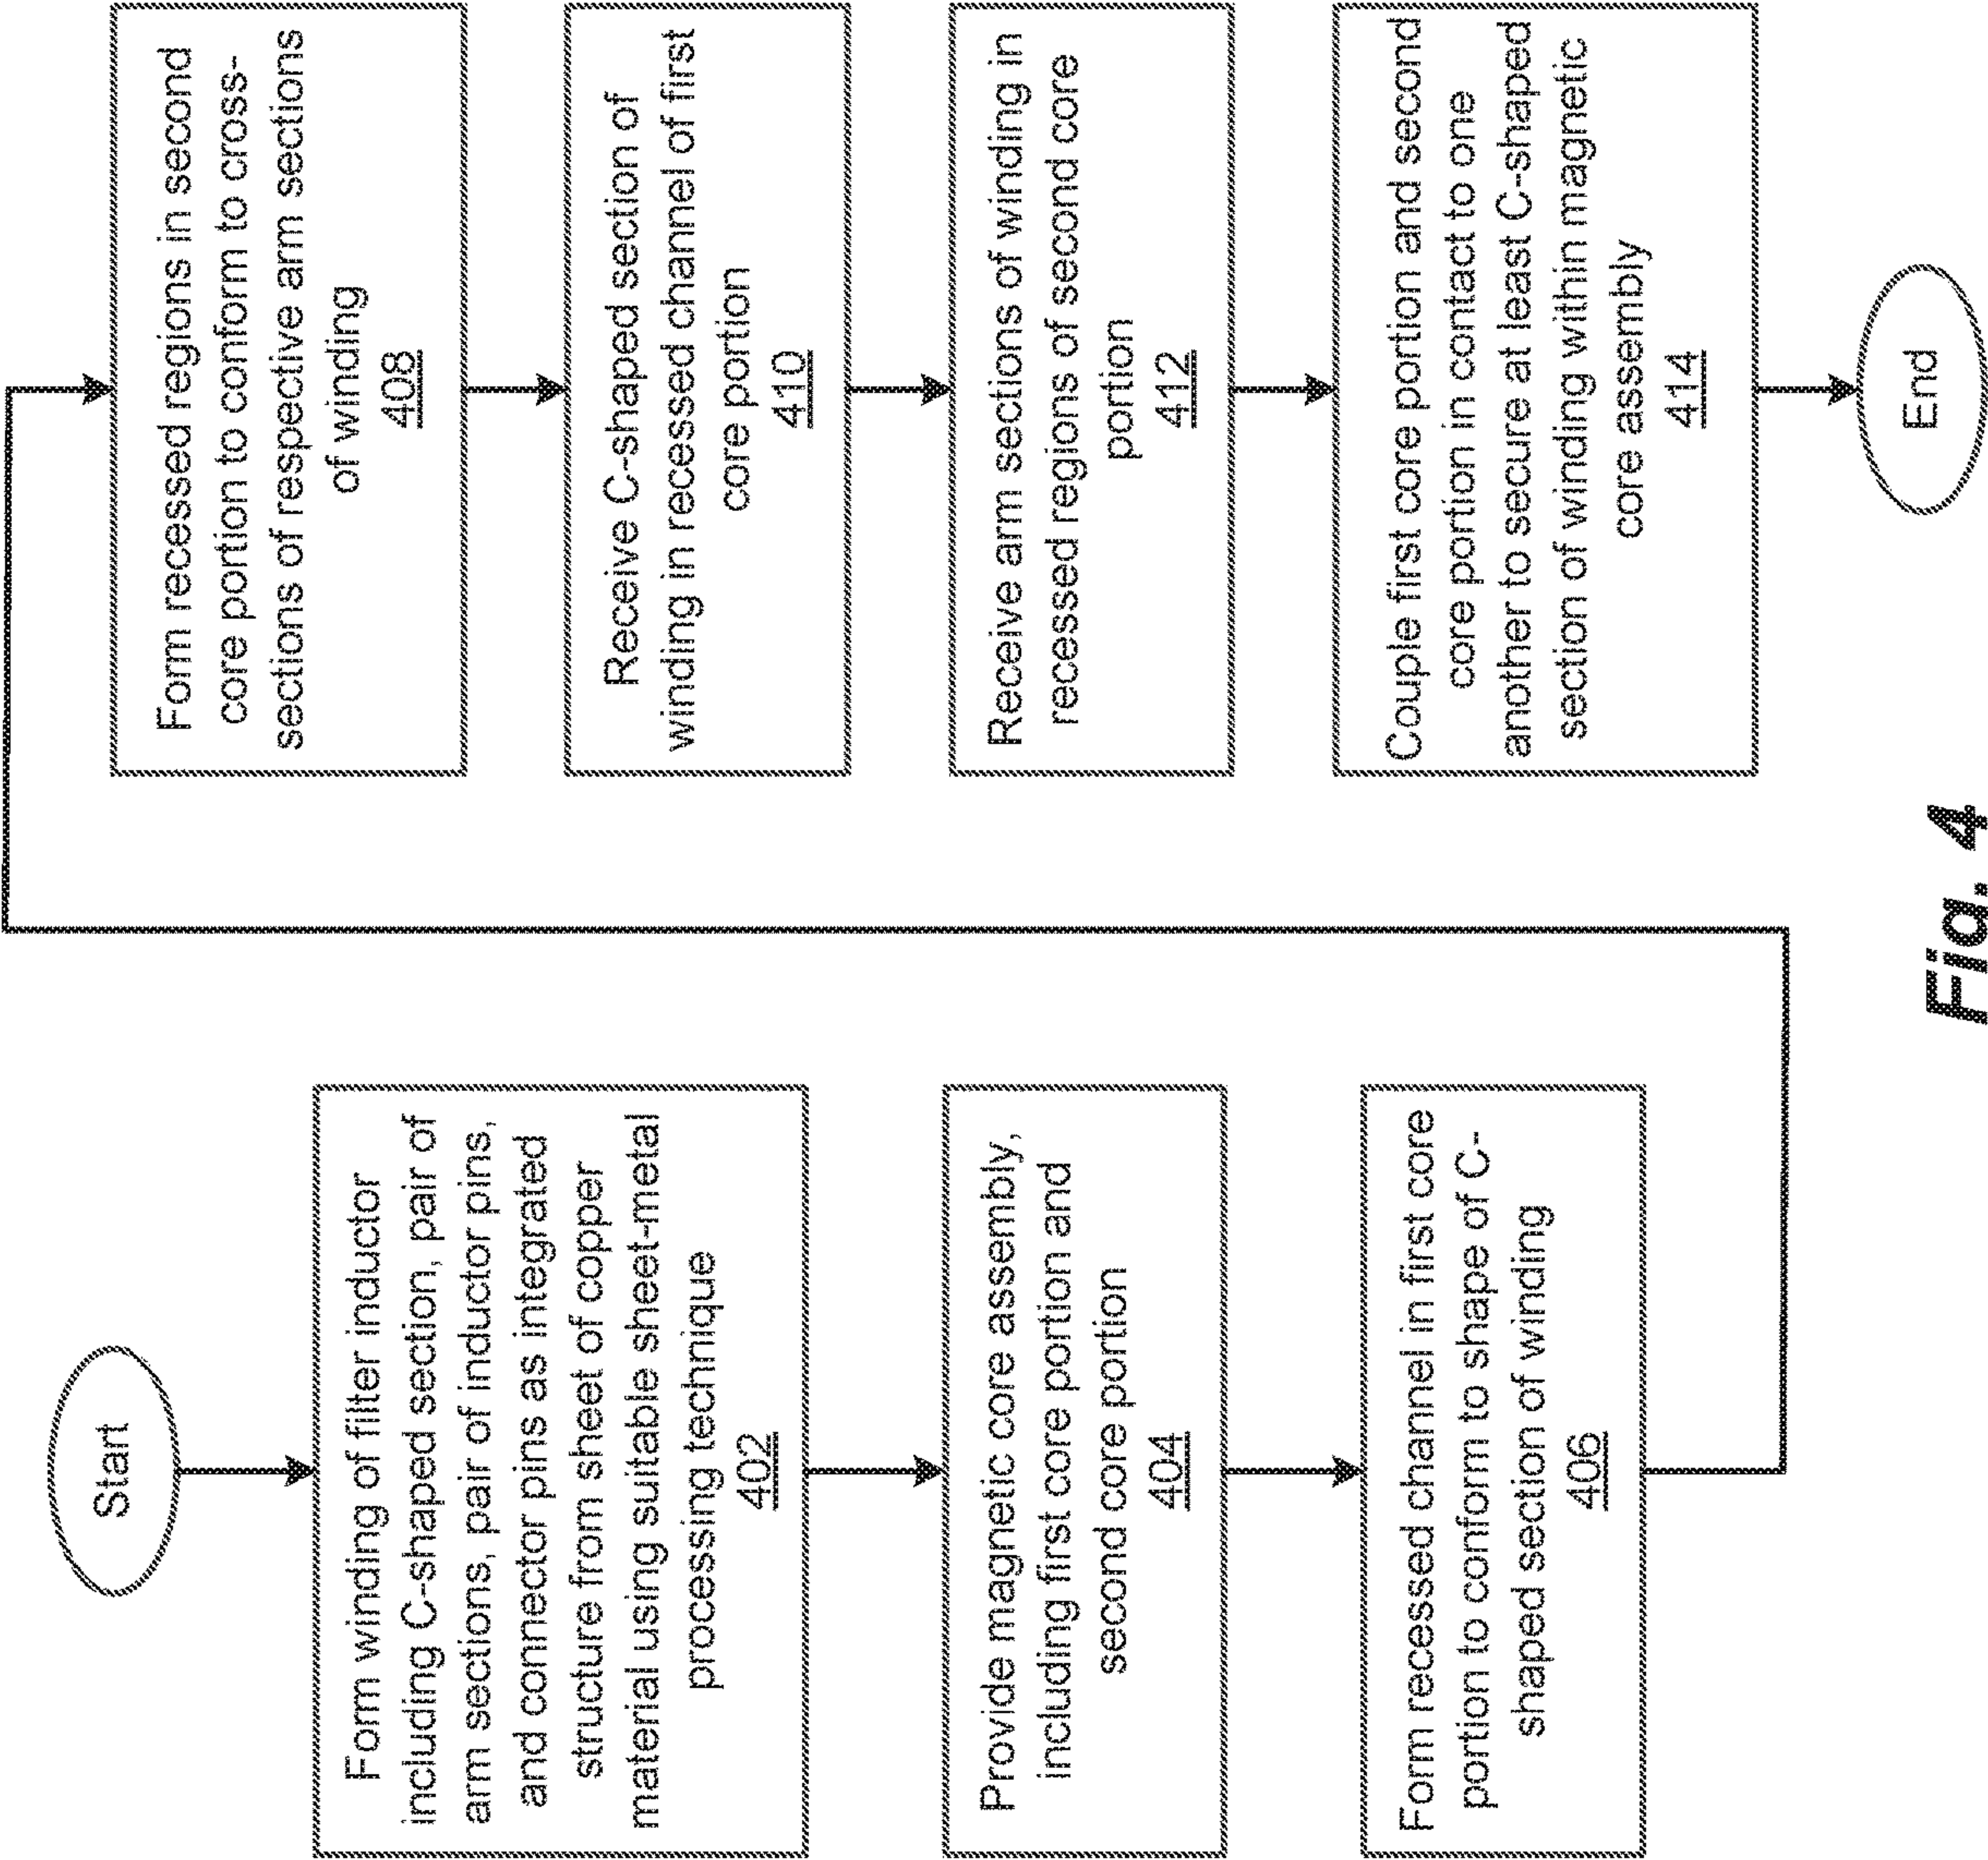 Start
Form winding of filter inductor
including C-shaped section, pair of
arm sections, pair of inductor pins,
and connector pins as integrated
structure from sheet of copper
material using suitable sheet-metal
processing technique
402
Provide magnetic core assembly,
including first core portion and
second core portion
404
Form recessed channel in first core
portion to conform to shape of C-
shaped section of winding
406
Form recessed regions in second
core portion to conform to cross-
sections of respective arm sections
of winding
408
Receive C-shaped section of
winding in recessed channel of first
core portion
410
Receive arm sections of winding in
recessed regions of second core
portion
412
Couple first core portion and second
core portion in contact to one
another to secure at least C-shaped
section of winding within magnetic
core assembly
414
End
Fig. 4